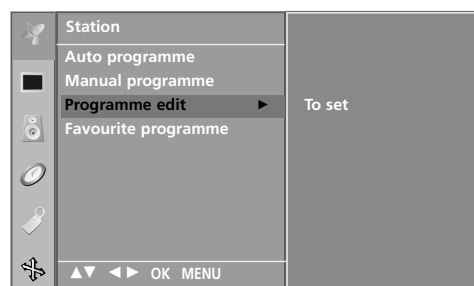 Station
Auto programme
Manual programme
Programme edit ►
To set
Favourite programme
▲▼ ◄► OK MENU